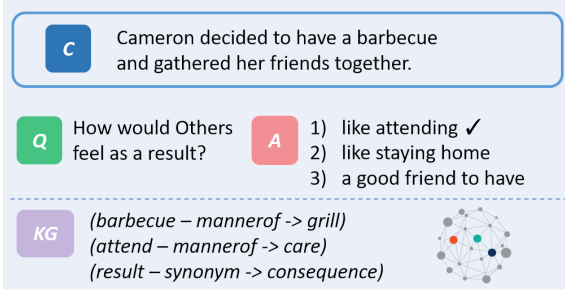 C
Cameron decided to have a barbecue
and gathered her friends together.
Q
How would Others
feel as a result?
A
1) like attending ✓
2) like staying home
3) a good friend to have
KG
(barbecue – mannerof -> grill)
(attend – mannerof -> care)
(result – synonym -> consequence)